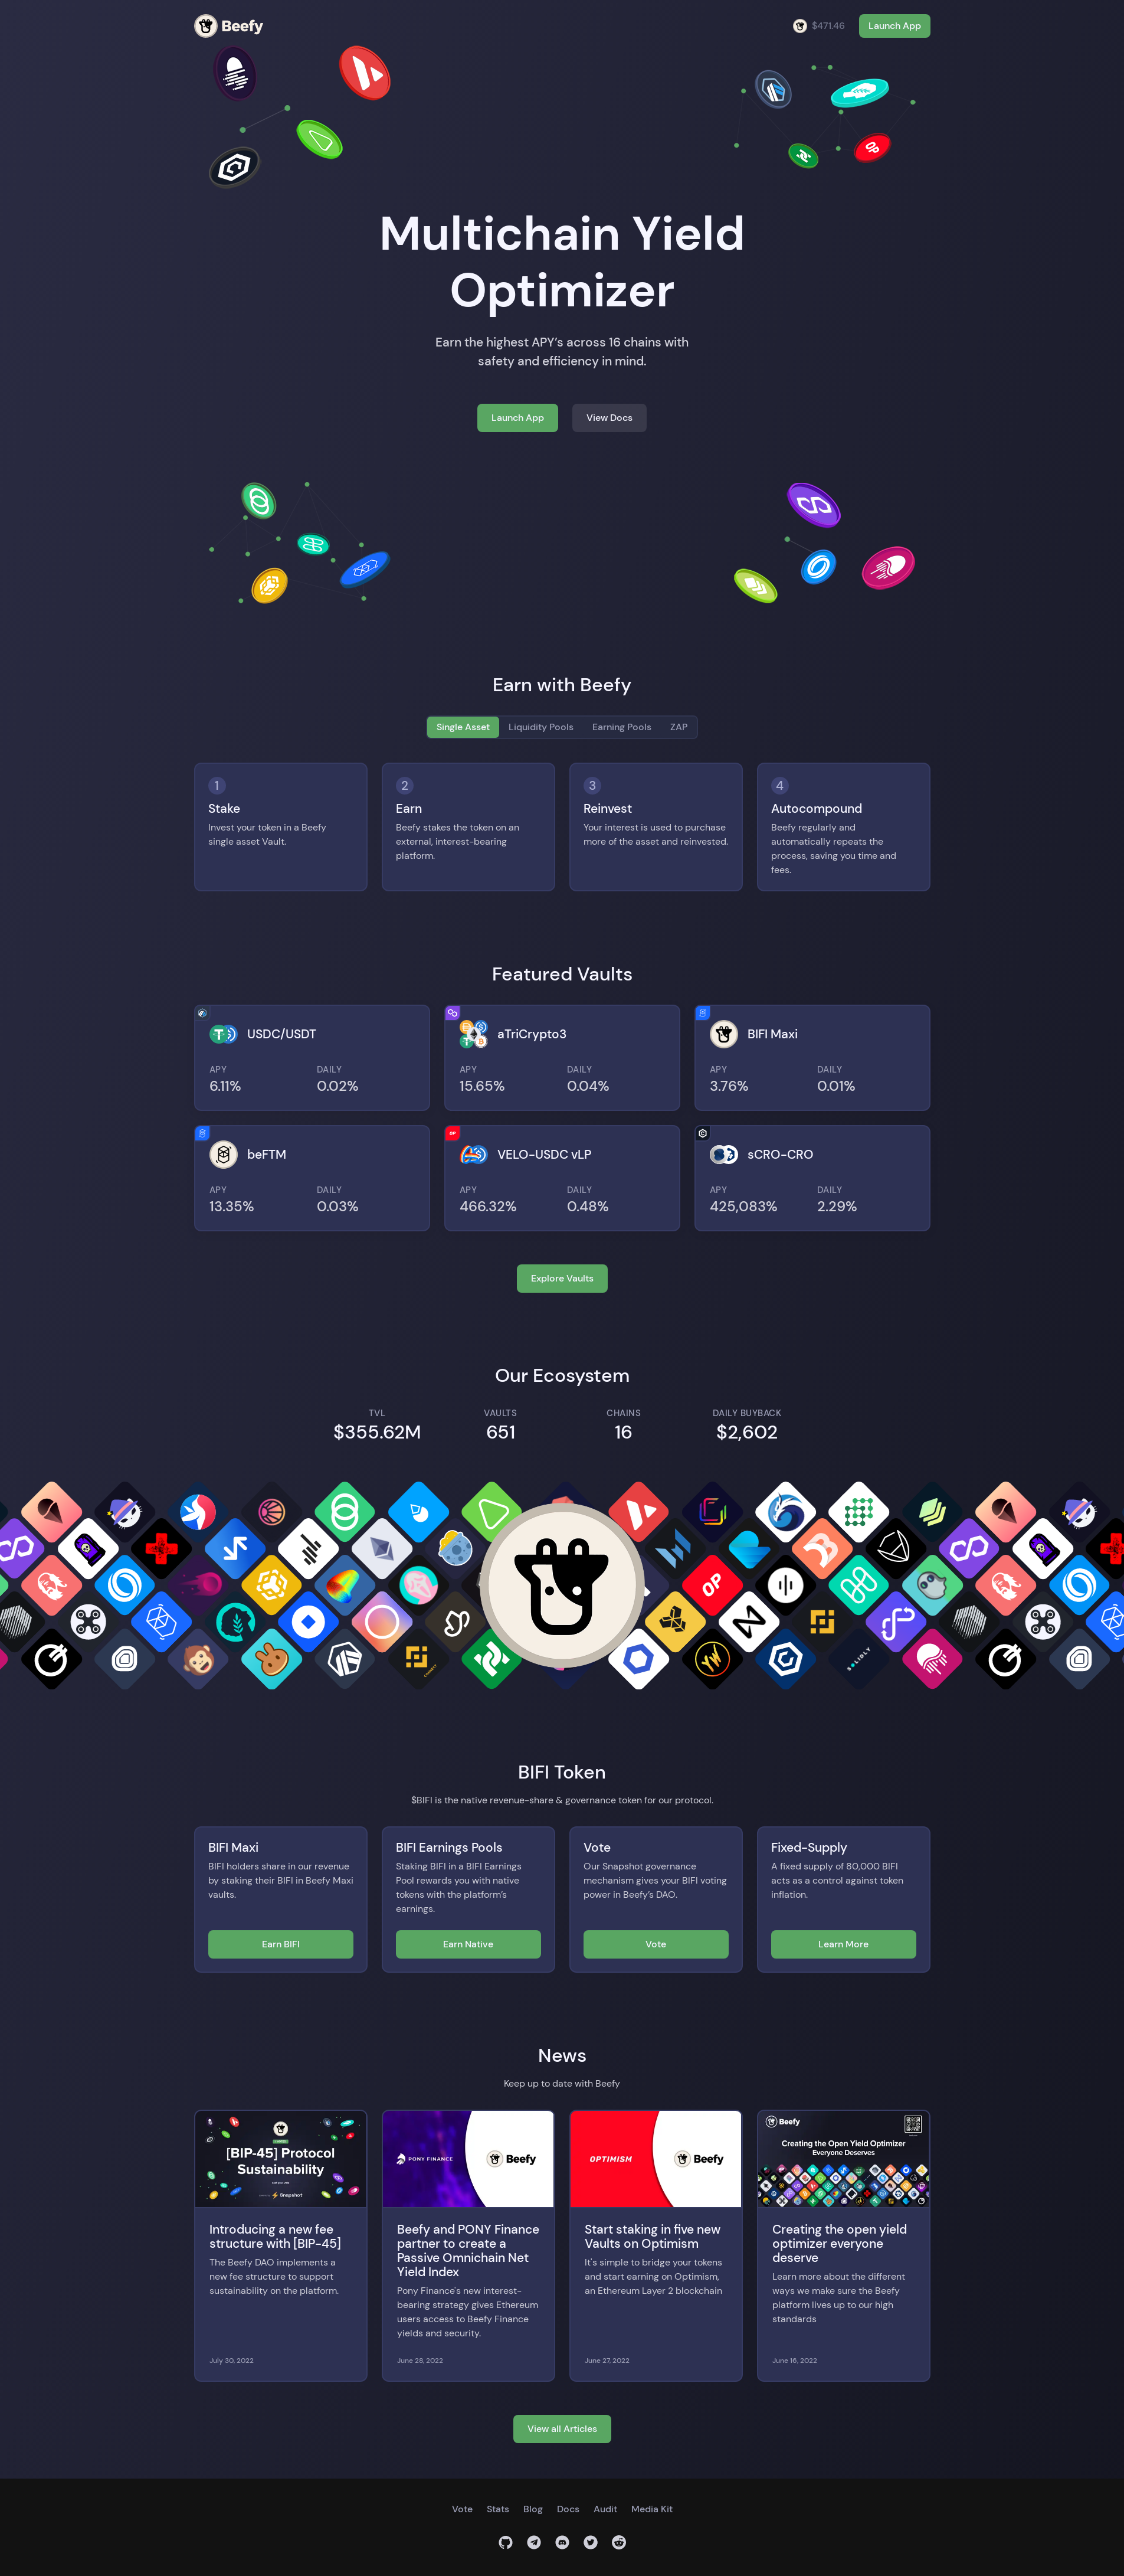 Beefy
$471.46
Launch App
Multichain Yield
Optimizer
Earn the highest APY's across 16 chains with
safety and efficiency in mind.
Launch App
View Docs
Earn with Beefy
Single Asset
Liquidity Pools
Earning Pools
ZAP
1
Stake
Invest your token in a Beefy
single asset Vault.
2
Earn
Beefy stakes the token on an
external, interest-bearing
platform.
3
Reinvest
Your interest is used to purchase
more of the asset and reinvested.
4
Autocompound
Beefy regularly and
automatically repeats the
process, saving you time and
fees.
Featured Vaults
USDC/USDT
APY
DAILY
6.11%
0.02%
aTriCrypto3
APY
DAILY
15.65%
0.04%
BIFI Maxi
APY
DAILY
3.76%
0.01%
beFTM
APY
DAILY
13.35%
0.03%
VELO-USDC vLP
APY
DAILY
466.32%
0.48%
sCRO-CRO
APY
DAILY
425,083%
2.29%
Explore Vaults
Our Ecosystem
TVL
$355.62M
VAULTS
651
CHAINS
16
DAILY BUYBACK
$2,602
BIFI Token
$BIFI is the native revenue-share & governance token for our protocol.
BIFI Maxi
BIFI holders share in our revenue
by staking their BIFI in Beefy Maxi
vaults.
Earn BIFI
BIFI Earnings Pools
Staking BIFI in a BIFI Earnings
Pool rewards you with native
tokens with the platform's
earnings.
Earn Native
Vote
Our Snapshot governance
mechanism gives your BIFI voting
power in Beefy's DAO.
Vote
Fixed-Supply
A fixed supply of 80,000 BIFI
acts as a control against token
inflation.
Learn More
News
Keep up to date with Beefy
[BIP-45] Protocol
Sustainability
Snapshot
Introducing a new fee
structure with [BIP-45]
The Beefy DAO implements a
new fee structure to support
sustainability on the platform.
July 30, 2022
PONY FINANCE
Beefy
Beefy and PONY Finance
partner to create a
Passive Omnichain Net
Yield Index
Pony Finance's new interest-
bearing strategy gives Ethereum
users access to Beefy Finance
yields and security.
June 28, 2022
OPTIMISM
Beefy
Start staking in five new
Vaults on Optimism
It's simple to bridge your tokens
and start earning on Optimism,
an Ethereum Layer 2 blockchain
June 27, 2022
Beefy
Creating the Open Yield Optimizer
Everyone Deserves
Creating the open yield
optimizer everyone
deserve
Learn more about the different
ways we make sure the Beefy
platform lives up to our high
standards
June 16, 2022
View all Articles
Vote
Stats
Blog
Docs
Audit
Media Kit